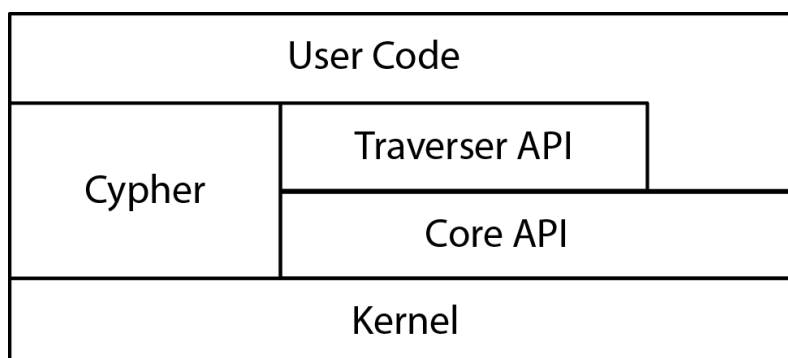 User Code
Traverser API
Cypher
Core API
Kernel